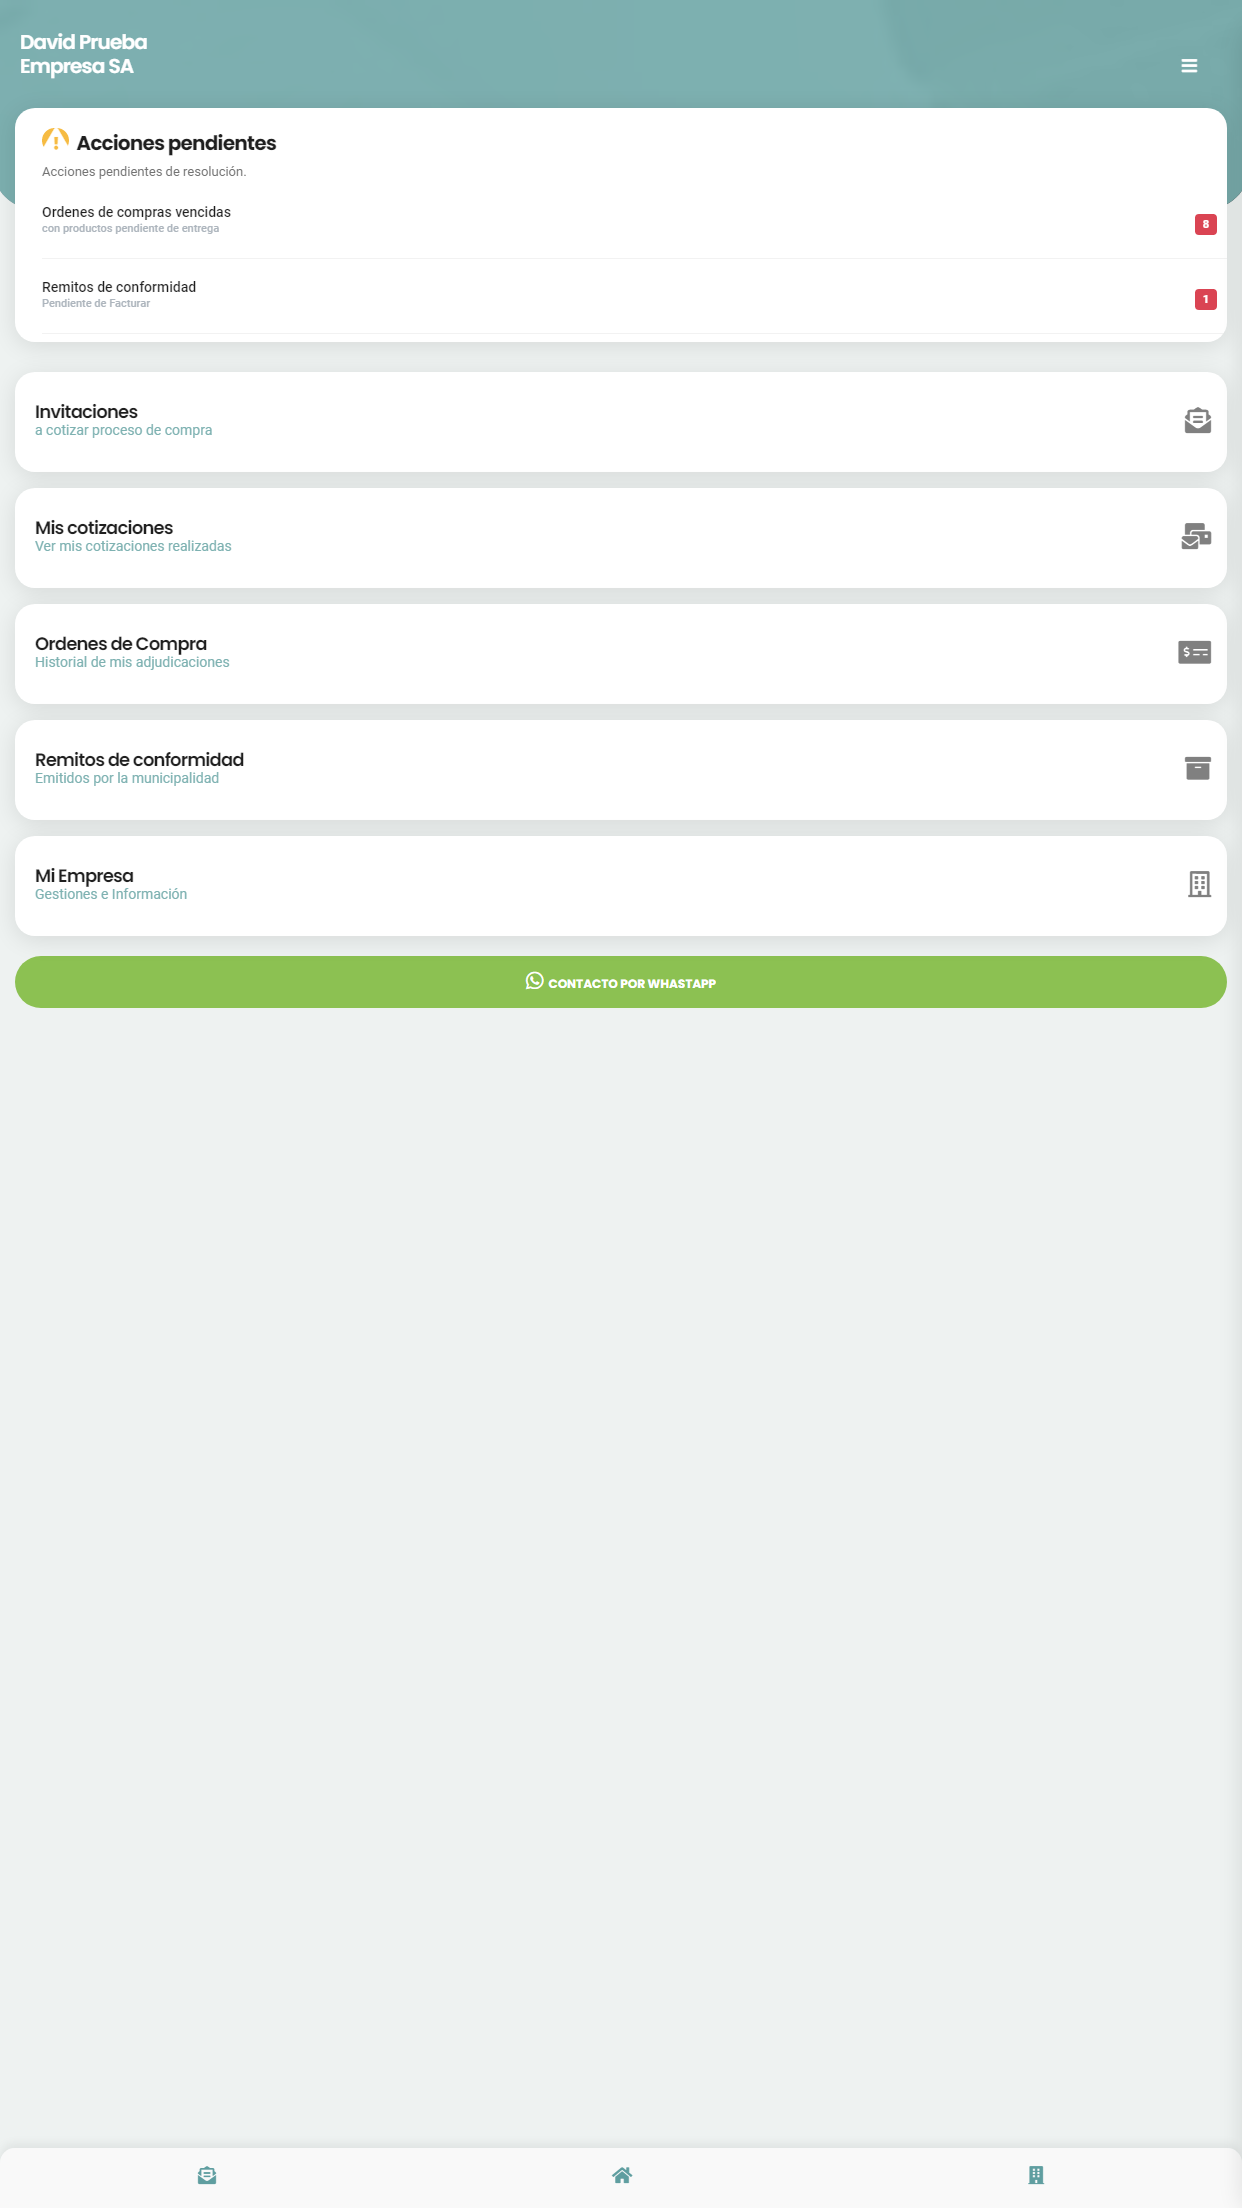 David Prueba
Empresa SA
Acciones pendientes
Acciones pendientes de resolución.
Ordenes de compras vencidas
con productos pendiente de entrega
8
Remitos de conformidad
Pendiente de Facturar
1
Invitaciones
a cotizar proceso de compra
Mis cotizaciones
Ver mis cotizaciones realizadas
Ordenes de Compra
Historial de mis adjudicaciones
Remitos de conformidad
Emitidos por la municipalidad
Mi Empresa
Gestiones e Información
CONTACTO POR WHASTAPP